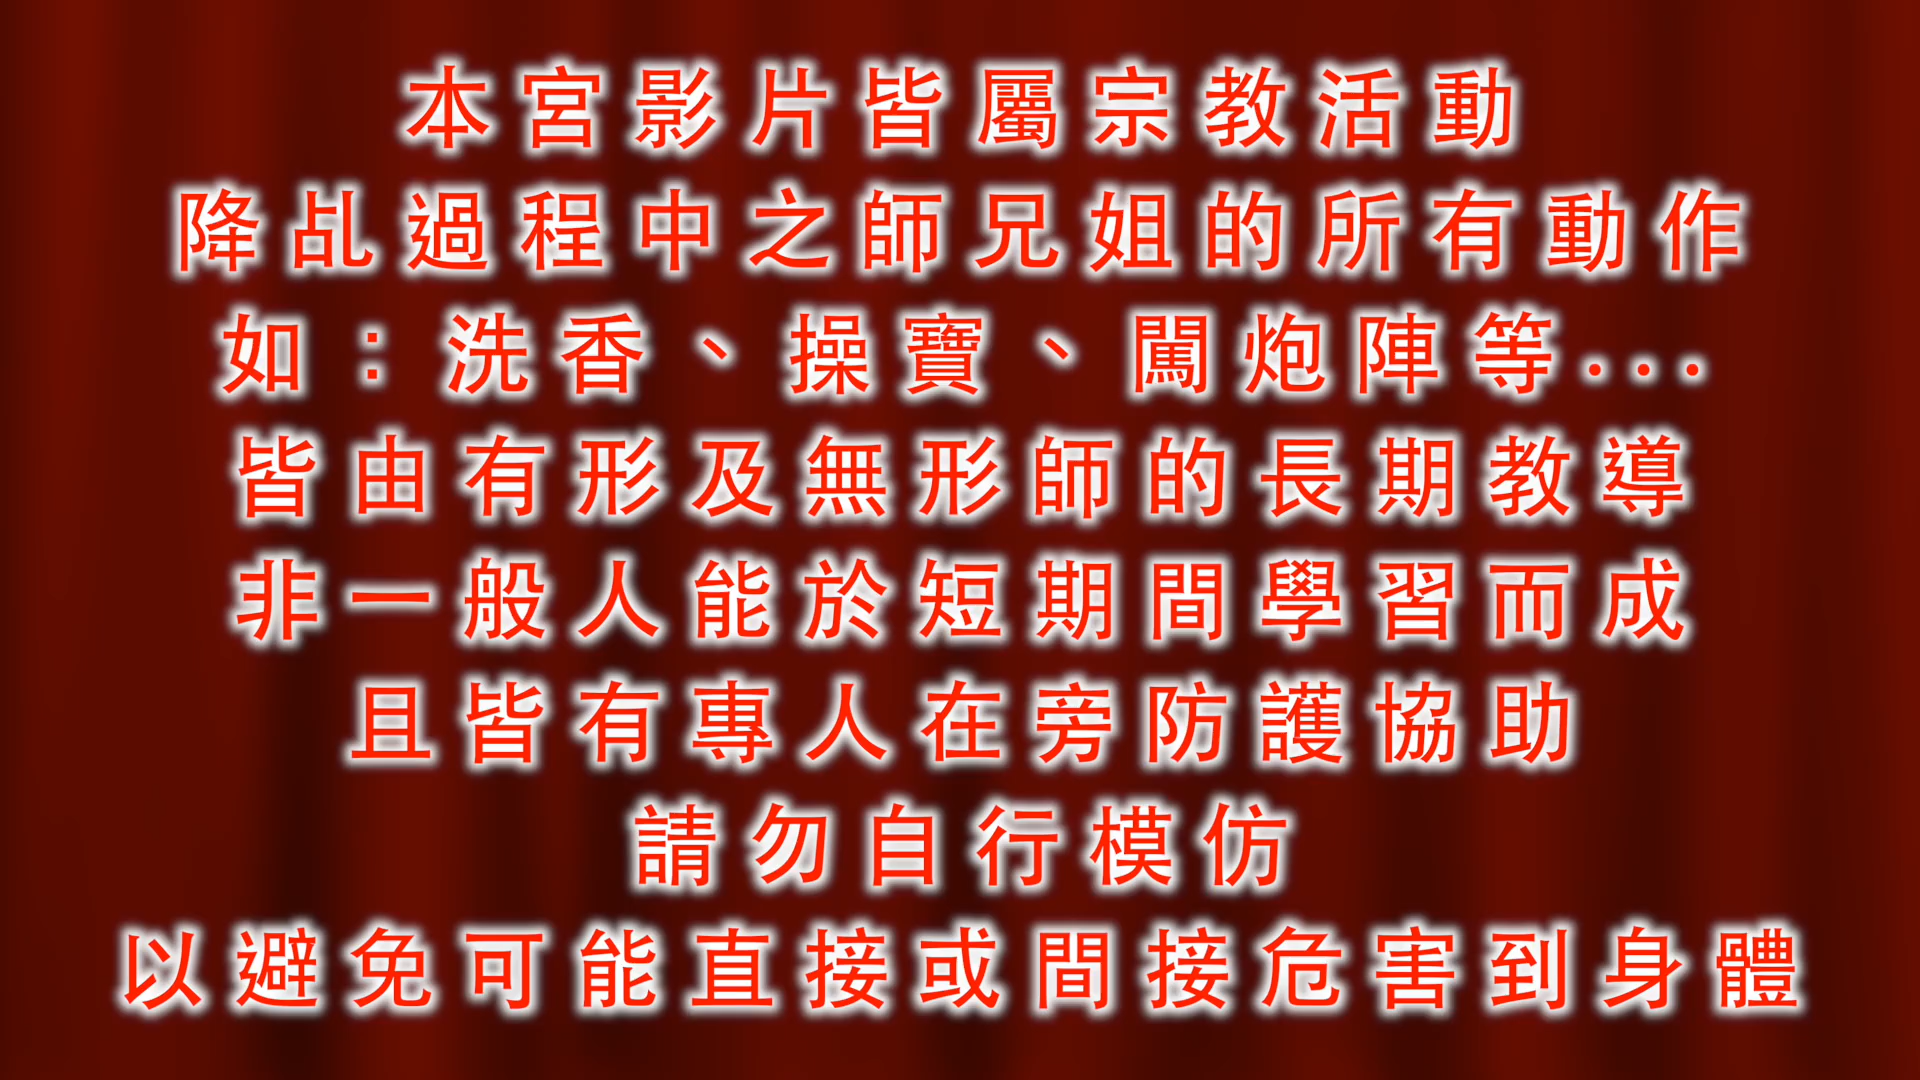 本宮影片皆屬宗教活動
降乩過程中之師兄姐的所有動作
如：洗香、操寶、闖炮陣等...
皆由有形及無形師的長期教導
非一般人能於短期間學習而成
且皆有專人在旁防護協助
請勿自行模仿
以避免可能直接或間接危害到身體